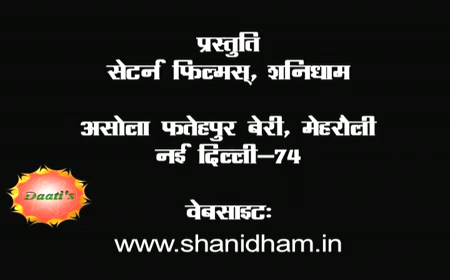 प्रस्तुति
सेटर्न फिल्मस्, शनिधाम
असोला फतेहपुर बेरी, मेहरौली
नई दिल्ली–74
Daati's
वेबसाइटः
www.shanidham.in